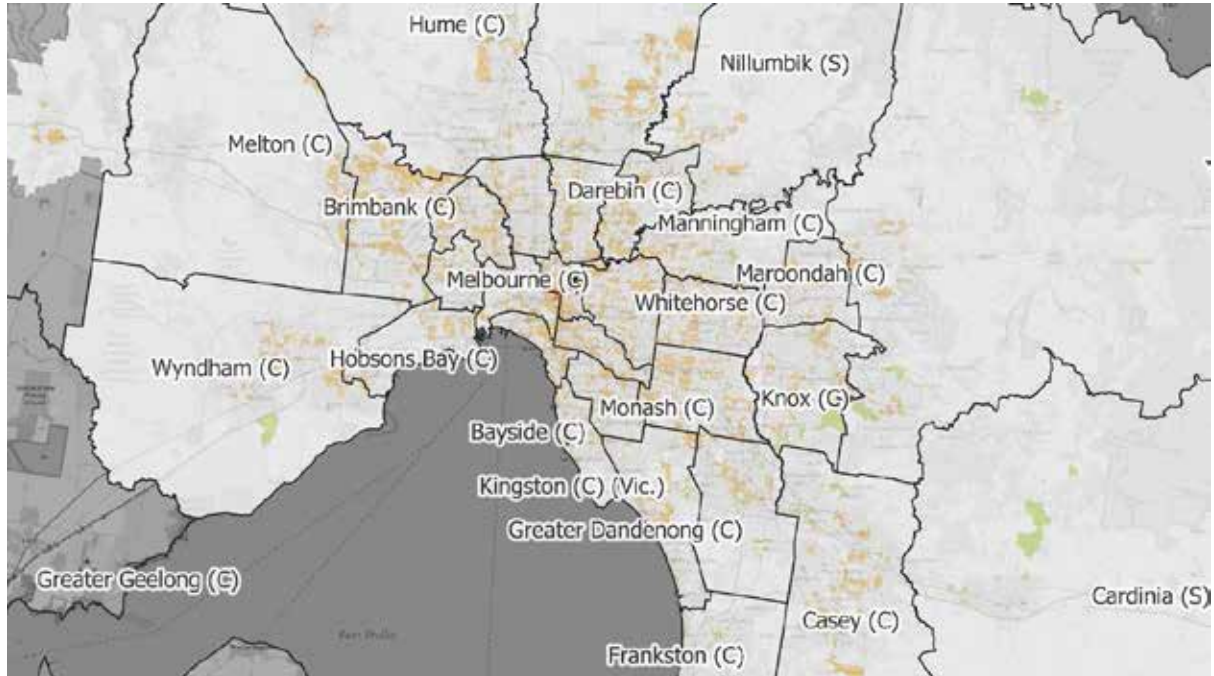 Hume (C)
Nillumbik (S)
Melton (C)
Darebin (C)
Brimbank (C)
Manningham (C)
Maroondah (C)
Melbourne (C)
Whitehorse (C)
Hobsons Bay (C)
Wyndham (C)
Knox (C)
Monash (C)
Bayside (C)
Kingston (C) (Vic.)
Greater Dandenong (C)
Greater Geelong (C)
Cardinia (S)
Casey (C)
Frankston (C)